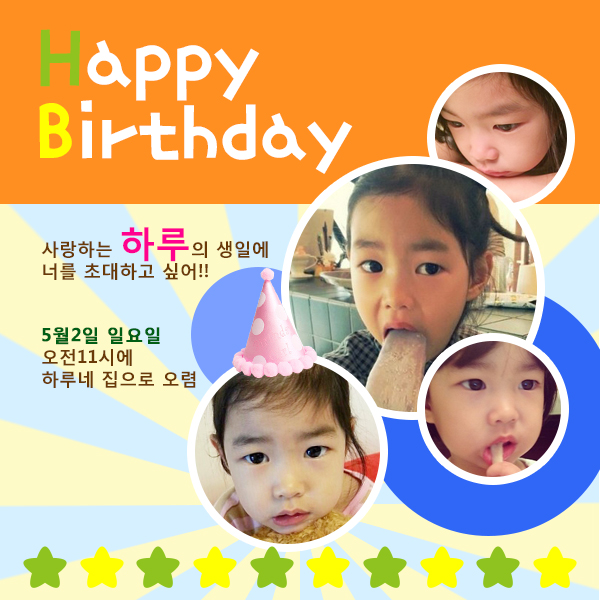 Happy
Birthday
사랑하는 하루의 생일에
너를 초대하고 싶어!!
5월2일 일요일
오전11시에
하루네 집으로 오렴